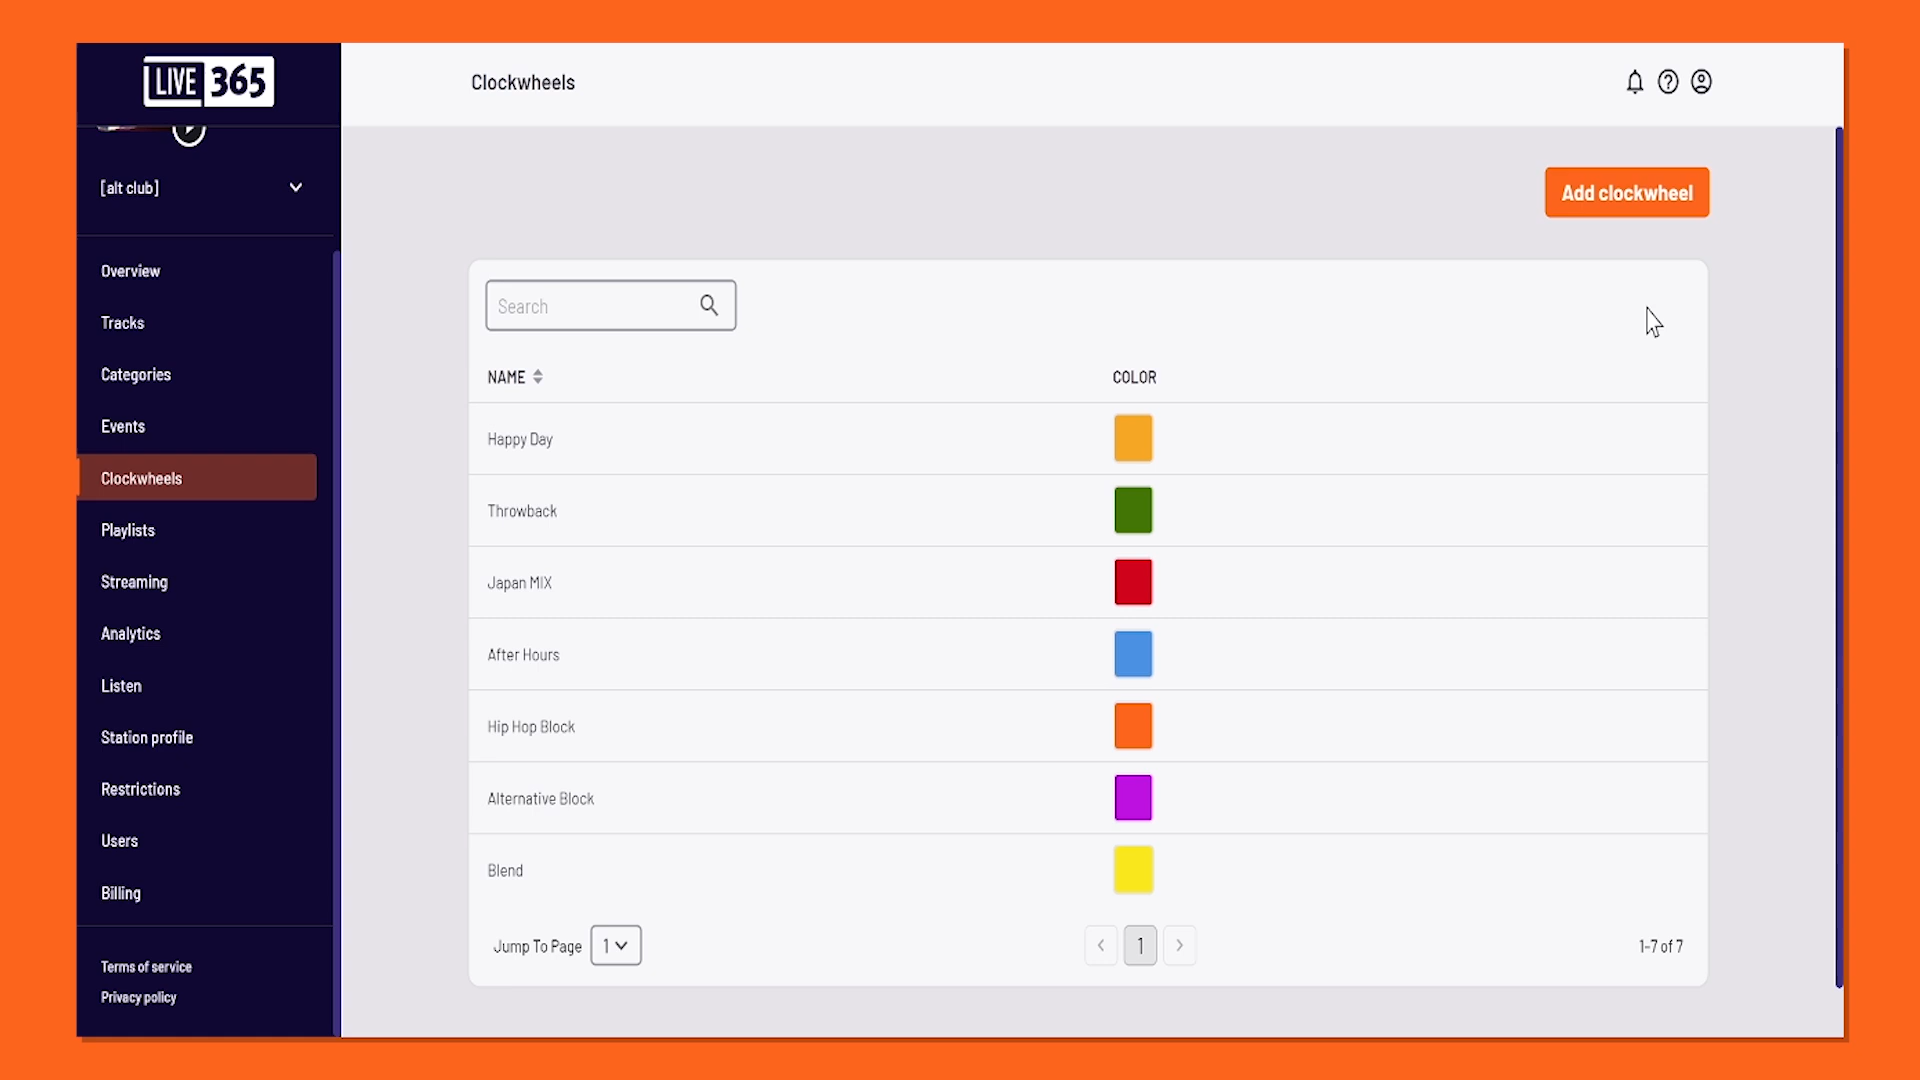 LIVE 365
Clockwheels
[alt club]
Add clockwheel
Overview
Tracks
Categories
Events
Clockwheels
Playlists
Streaming
Analytics
Listen
Station profile
Restrictions
Users
Billing
Terms of service
Privacy policy
Search
NAME COLOR
Happy Day
Throwback
Japan MIX
After Hours
Hip Hop Block
Alternative Block
Blend
Jump To Page 1 1 1-7 of 7